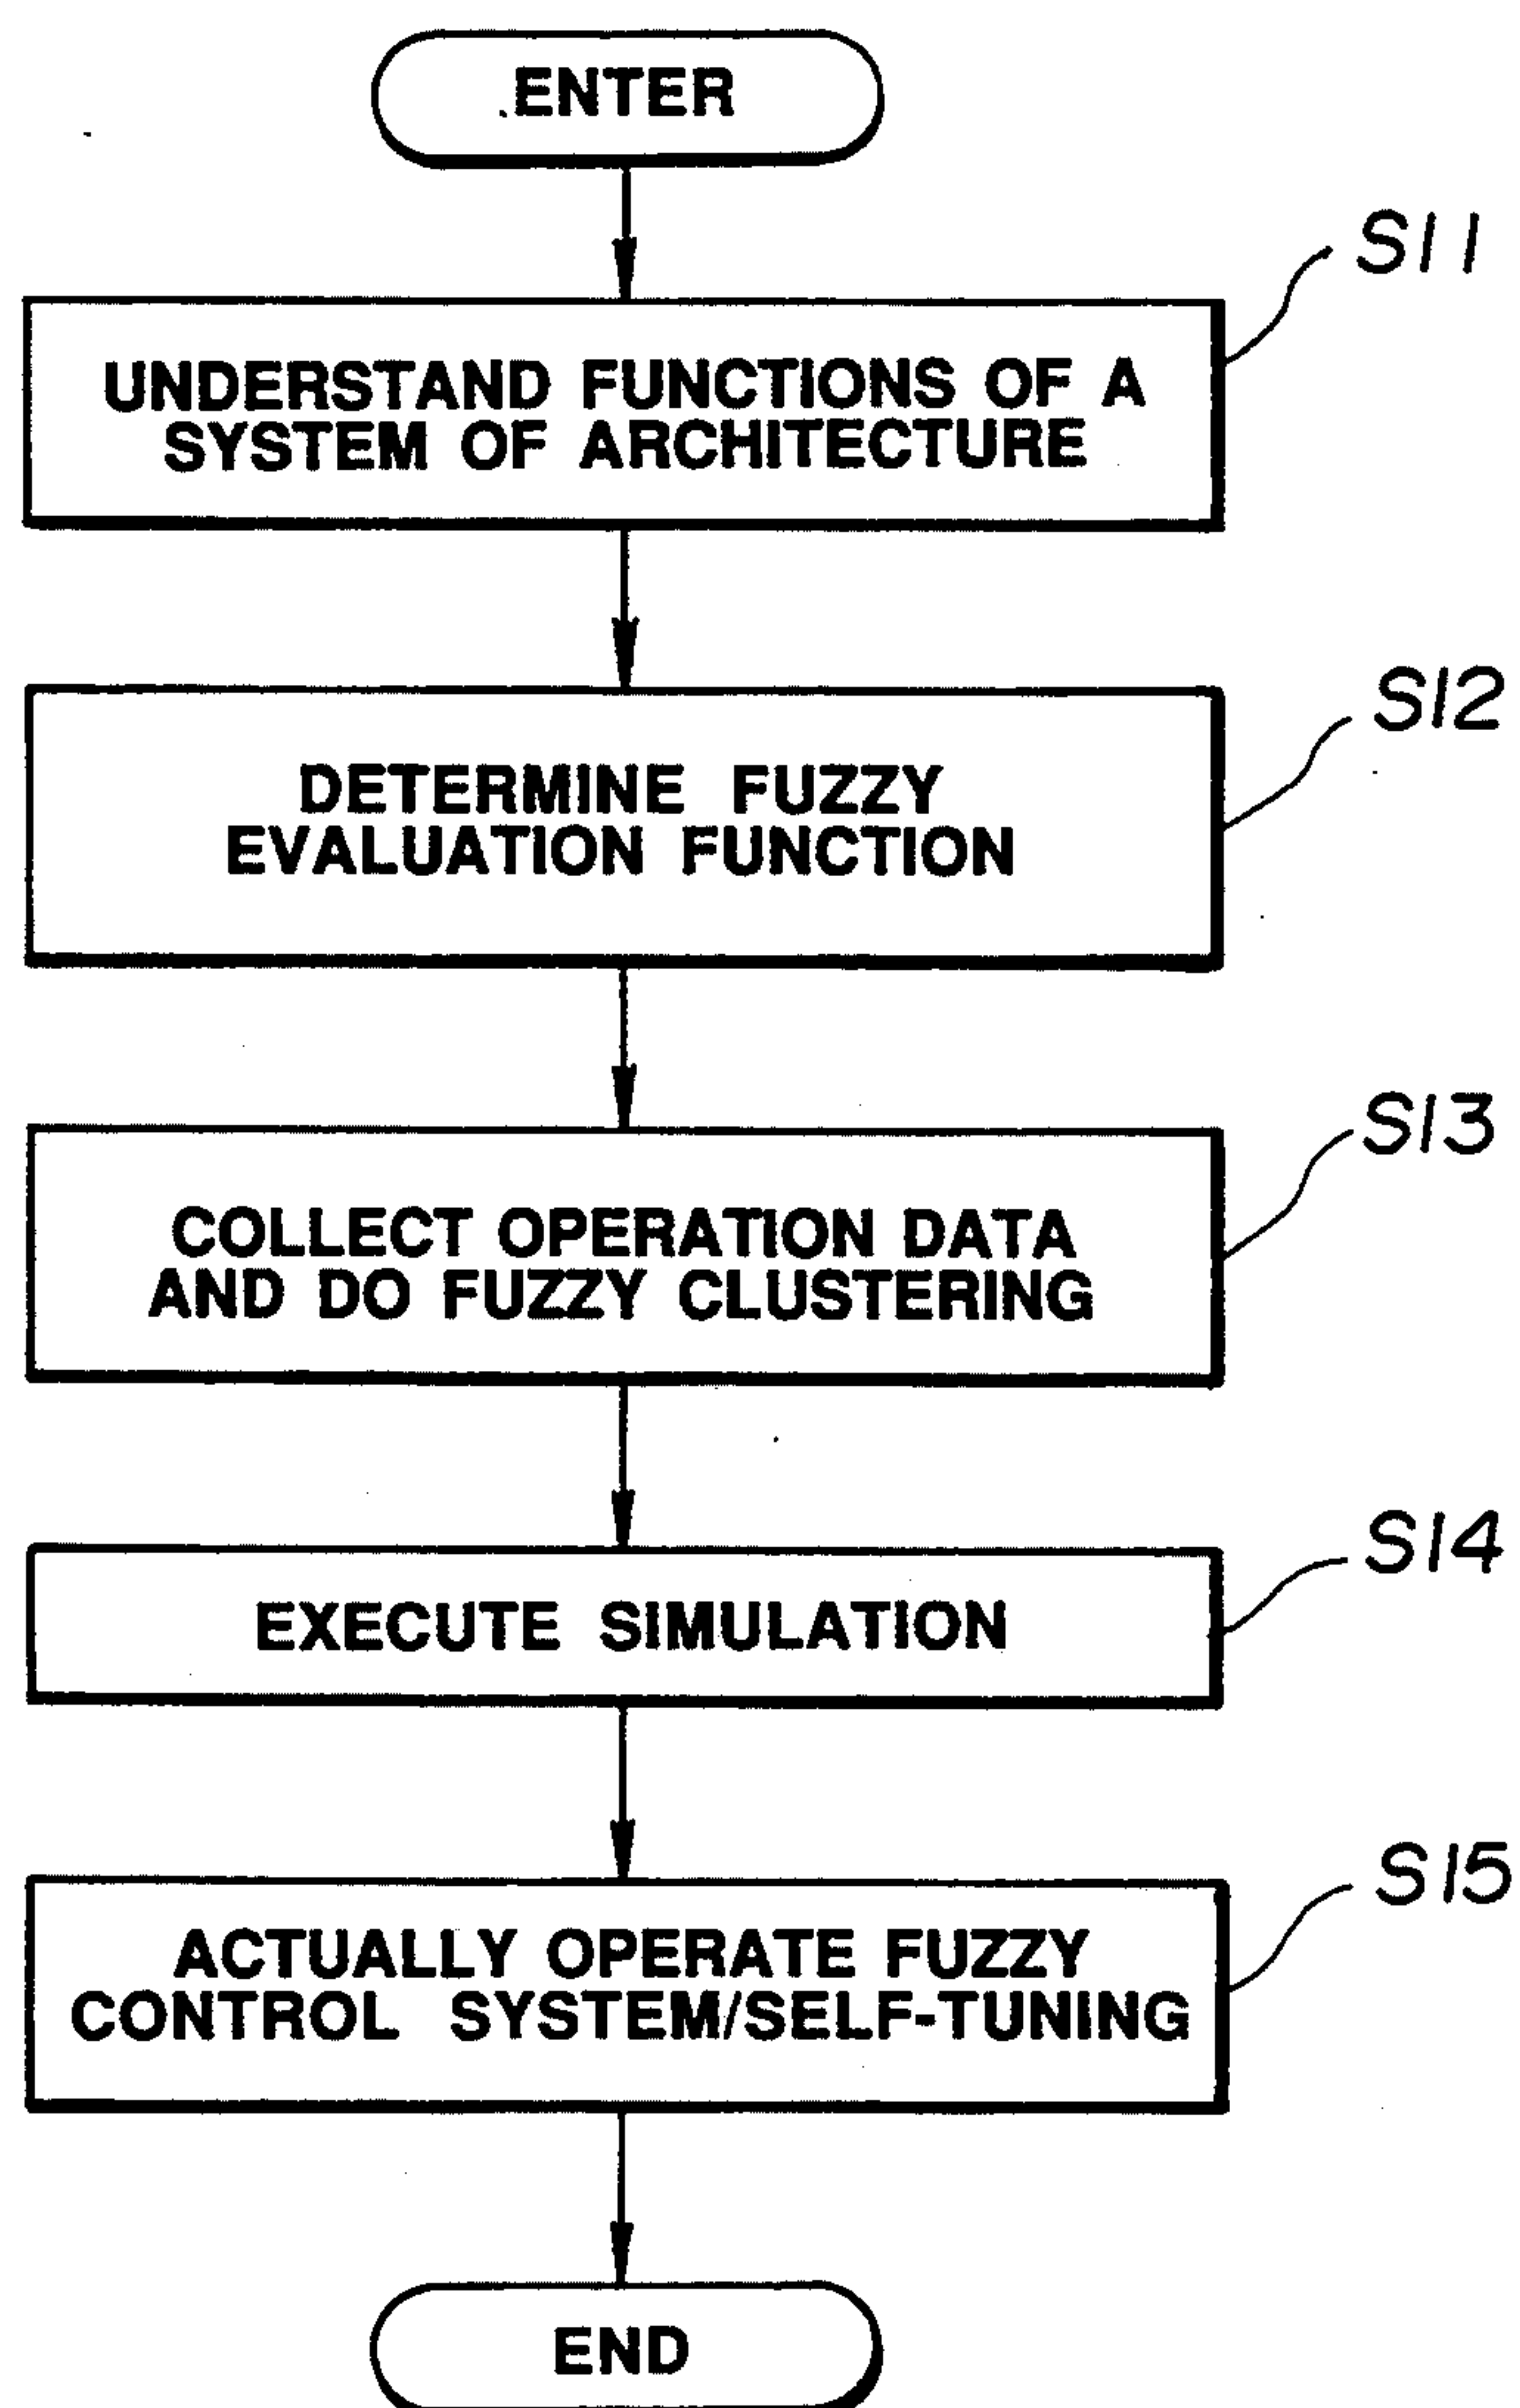 ENTER
S11
UNDERSTAND FUNCTIONS OF A
SYSTEM OF ARCHITECTURE
S12
DETERMINE FUZZY
EVALUATION FUNCTION
S13
COLLECT OPERATION DATA
AND DO FUZZY CLUSTERING
S14
EXECUTE SIMULATION
S15
ACTUALLY OPERATE FUZZY
CONTROL SYSTEM/SELF-TUNING
END